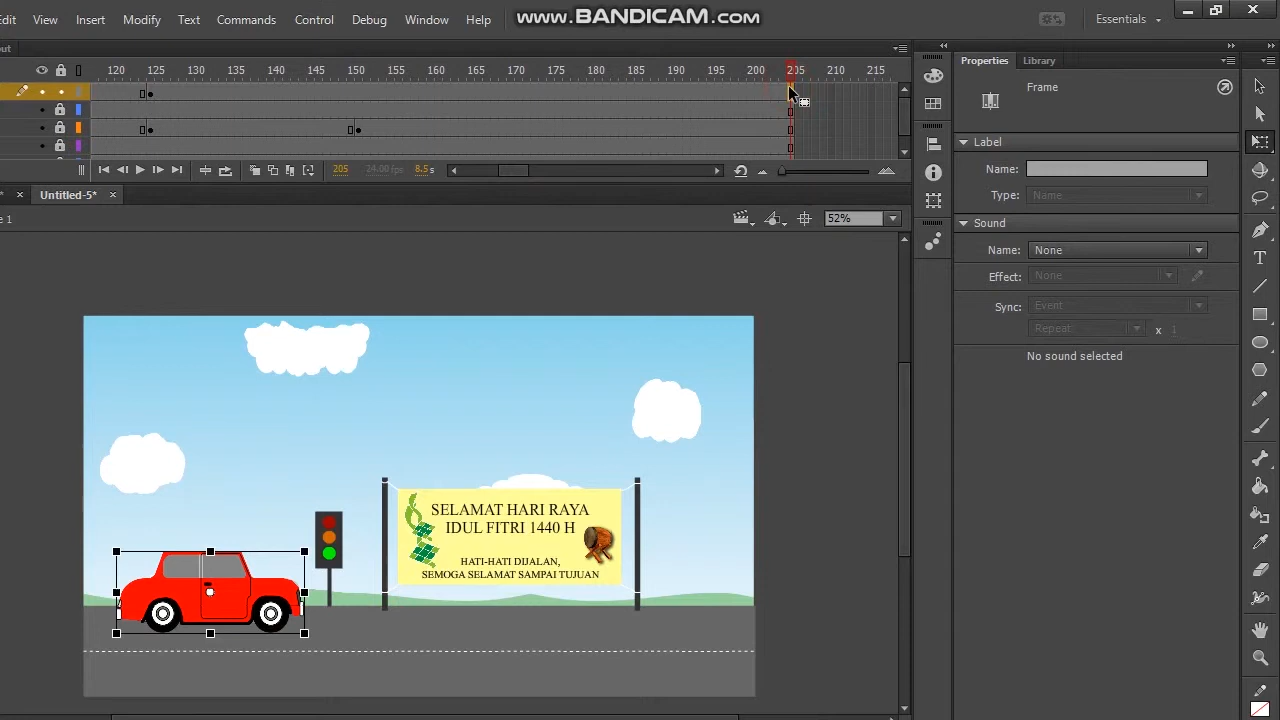 www.BANDICAM.com
Edit View Insert Modify Text Commands Control Debug Window Help
Essentials
120 125 130 135 140 145 150 155 160 165 170 175 180 185 190 195 200 205 210 215
205 24.00 fps 8.5 s
Untitled-5*
52%
Properties Library
Frame
Label
Name:
Type: Name
Sound
Name: None
Effect: None
Sync: Event
Repeat x 1
No sound selected
SELAMAT HARI RAYA
IDUL FITRI 1440 H
HATI-HATI DIJALAN,
SEMOGA SELAMAT SAMPAI TUJUAN